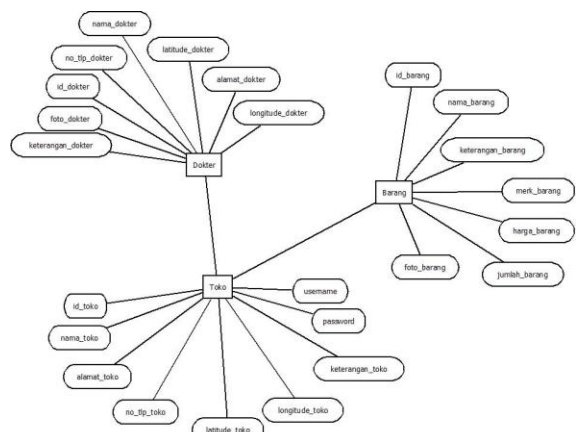 nama_dokter
latitude_dokter
no_tlp_dokter
alamat_dokter
id_dokter
longitude_dokter
foto_dokter
keterangan_dokter
Dokter
id_barang
nama_barang
keterangan_barang
merk_barang
Barang
harga_barang
foto_barang
jumlah_barang
Toko
username
id_toko
password
nama_toko
keterangan_toko
alamat_toko
no_tlp_toko
longitude_toko
latitude_toko